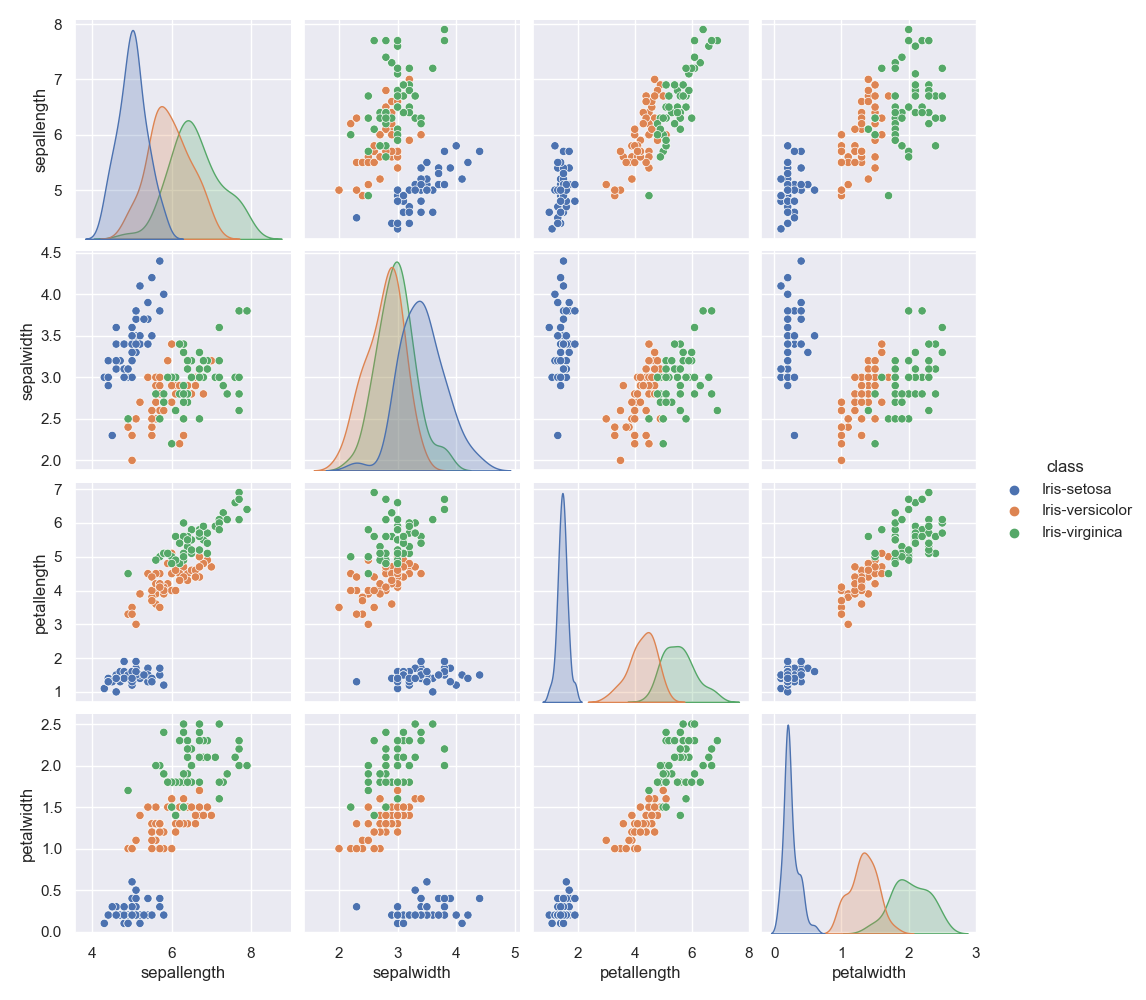 8
7
6
5
sepallength
4.5
4.0
3.5
3.0
2.5
2.0
sepalwidth
class
Iris-setosa
Iris-versicolor
Iris-virginica
7
6
5
4
3
2
1
petallength
2.5
2.0
1.5
1.0
0.5
0.0
petalwidth
4 6 8 2 3 4 5 2 4 6 8 0 1 2 3
sepallength sepalwidth petallength petalwidth